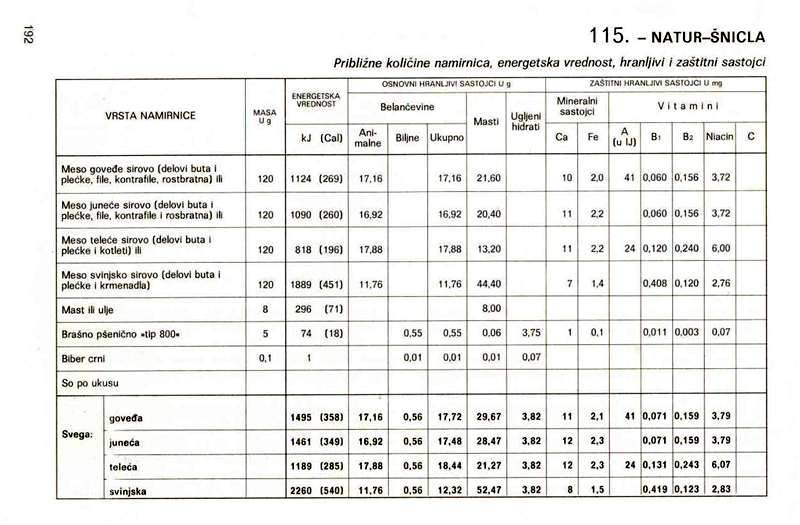 192
115. – NATUR–ŠNICLA
Približne količine namirnica, energetska vrednost, hranljivi i zaštitni sastojci
VRSTA NAMIRNICE
MASA
U g
ENERGETSKA
VREDNOST
kJ (Cal)
OSNOVNI HRANLJIVI SASTOJCI U g
Belančevine
Ani-
malne
Biljne
Ukupno
Masti
Ugljeni
hidrati
ZAŠTITNI HRANLJIVI SASTOJCI U mg
Mineralni
sastojci
Ca Fe
Vitamini
A
(u IJ)
B1 B2 Niacin C
Meso goveđe sirovo (delovi buta i
plećke, file, kontrafile, rostbratna) ili 120 1124 (269) 17,16 17,16 21,60 10 2,0 41 0,060 0,156 3,72
Meso juneće sirovo (delovi buta i
plećke, file, kontrafile i rosbratna) ili 120 1090 (260) 16,92 16,92 20,40 11 2,2 0,060 0,156 3,72
Meso teleće sirovo (delovi buta i
plećke i kotleti) ili 120 818 (196) 17,88 17,88 13,20 11 2,2 24 0,120 0,240 6,00
Meso svinjsko sirovo (delovi buta i
plećke i krmenadla) 120 1889 (451) 11,76 11,76 44,40 7 1,4 0,408 0,120 2,76
Mast ili ulje 8 296 (71) 8,00
Brašno pšenično «tip 800» 5 74 (18) 0,55 0,55 0,06 3,75 1 0,1 0,011 0,003 0,07
Biber crni 0,1 1 0,01 0,01 0,01 0,07
So po ukusu
Svega:
goveđa 1495 (358) 17,16 0,56 17,72 29,67 3,82 11 2,1 41 0,071 0,159 3,79
juneća 1461 (349) 16,92 0,56 17,48 28,47 3,82 12 2,3 0,071 0,159 3,79
teleća 1189 (285) 17,88 0,56 18,44 21,27 3,82 12 2,3 24 0,131 0,243 6,07
svinjska 2260 (540) 11,76 0,56 12,32 52,47 3,82 8 1,5 0,419 0,123 2,83